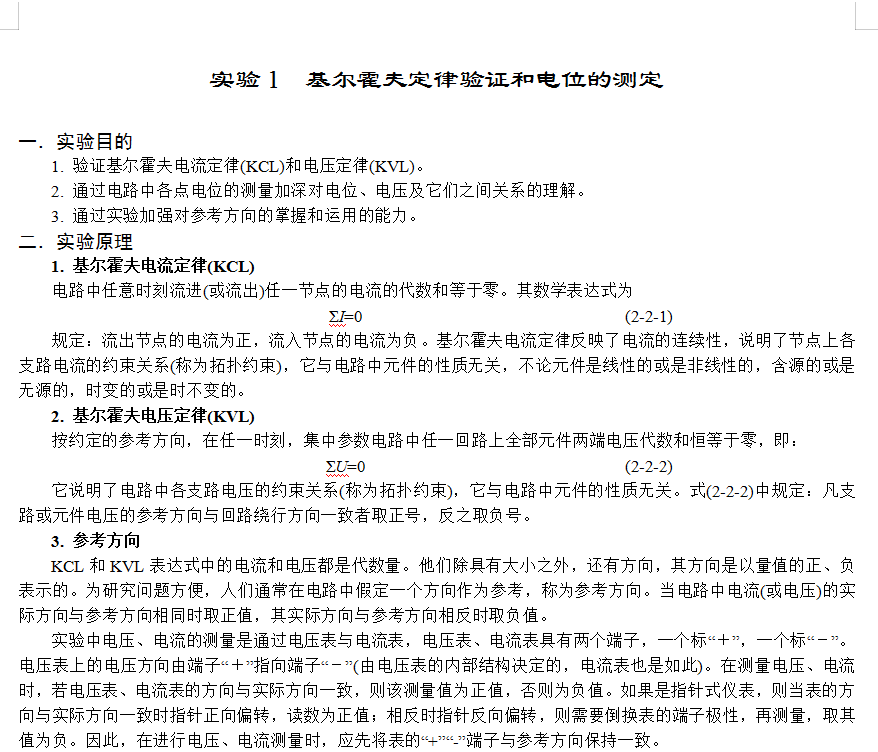 实验 1 基尔霍夫定律验证和电位的测定
一．实验目的
1. 验证基尔霍夫电流定律(KCL)和电压定律(KVL)。
2. 通过电路中各点电位的测量加深对电位、电压及它们之间关系的理解。
3. 通过实验加强对参考方向的掌握和运用的能力。
二．实验原理
1. 基尔霍夫电流定律(KCL)
电路中任意时刻流进(或流出)任一节点的电流的代数和等于零。其数学表达式为
ΣI=0 (2-2-1)
规定：流出节点的电流为正，流入节点的电流为负。基尔霍夫电流定律反映了电流的连续性，说明了节点上各
支路电流的约束关系(称为拓扑约束)，它与电路中元件的性质无关，不论元件是线性的或是非线性的，含源的或是
无源的，时变的或是时不变的。
2. 基尔霍夫电压定律(KVL)
按约定的参考方向，在任一时刻，集中参数电路中任一回路上全部元件两端电压代数和恒等于零，即：
ΣU=0 (2-2-2)
它说明了电路中各支路电压的约束关系(称为拓扑约束)，它与电路中元件的性质无关。式(2-2-2)中规定：凡支
路或元件电压的参考方向与回路绕行方向一致者取正号，反之取负号。
3. 参考方向
KCL 和 KVL 表达式中的电流和电压都是代数量。他们除具有大小之外，还有方向，其方向是以量值的正、负
表示的。为研究问题方便，人们通常在电路中假定一个方向作为参考，称为参考方向。当电路中电流(或电压)的实
际方向与参考方向相同时取正值，其实际方向与参考方向相反时取负值。
实验中电压、电流的测量是通过电压表与电流表，电压表、电流表具有两个端子，一个标“＋”，一个标“－”。
电压表上的电压方向由端子“＋”指向端子“－”(由电压表的内部结构决定的，电流表也是如此)。在测量电压、电流
时，若电压表、电流表的方向与实际方向一致，则该测量值为正值，否则为负值。如果是指针式仪表，则当表的方
向与实际方向一致时指针正向偏转，读数为正值；相反时指针反向偏转，则需要倒换表的端子极性，再测量，取其
值为负。因此，在进行电压、电流测量时，应先将表的“+”“-”端子与参考方向保持一致。